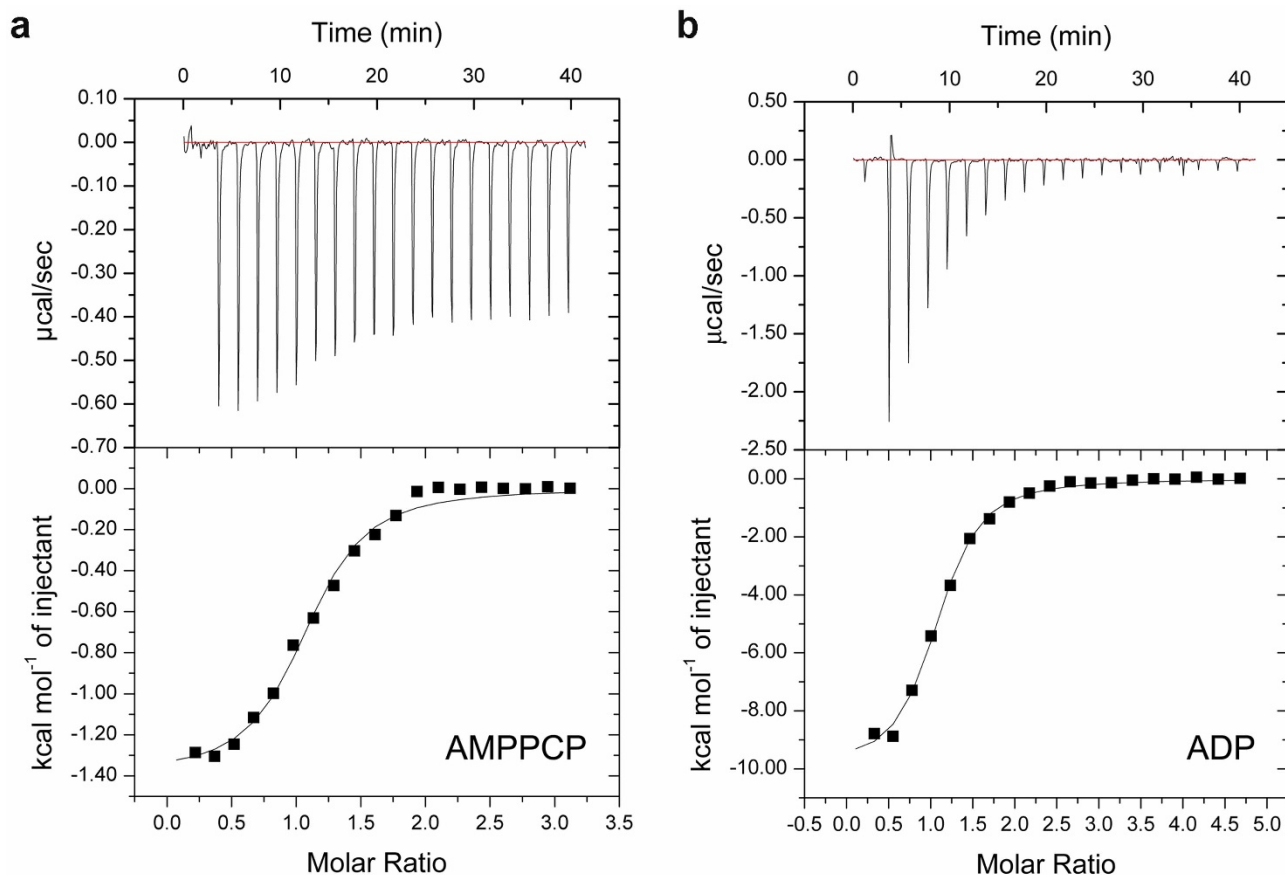 a
Time (min)
0 10 20 30 40
0.10
0.00
-0.10
-0.20
-0.30
-0.40
-0.50
-0.60
-0.70
µcal/sec
0.00
-0.20
-0.40
-0.60
-0.80
-1.00
-1.20
-1.40
kcal mol⁻¹ of injectant
AMPPCP
0.0 0.5 1.0 1.5 2.0 2.5 3.0 3.5
Molar Ratio
b
Time (min)
0 10 20 30 40
0.50
0.00
-0.50
-1.00
-1.50
-2.00
-2.50
µcal/sec
0.00
-2.00
-4.00
-6.00
-8.00
-10.00
kcal mol⁻¹ of injectant
ADP
-0.5 0.0 0.5 1.0 1.5 2.0 2.5 3.0 3.5 4.0 4.5 5.0
Molar Ratio